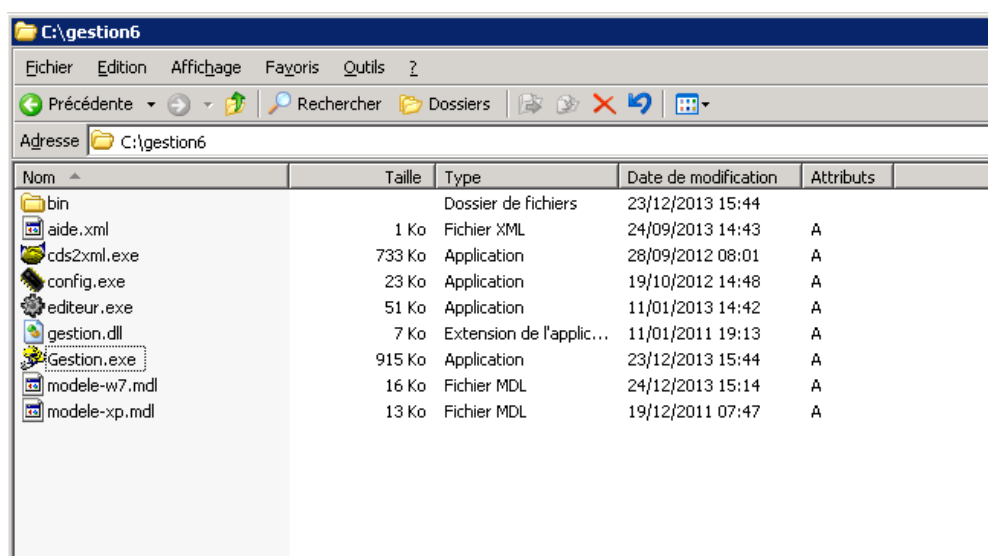 C:\gestion6
Fichier Edition Affichage Favoris Outils ?
Précédente Rechercher Dossiers
Adresse C:\gestion6
Nom Taille Type Date de modification Attributs
bin Dossier de fichiers 23/12/2013 15:44
aide.xml 1 Ko Fichier XML 24/09/2013 14:43 A
cds2xml.exe 733 Ko Application 28/09/2012 08:01 A
config.exe 23 Ko Application 19/10/2012 14:48 A
editeur.exe 51 Ko Application 11/01/2013 14:42 A
gestion.dll 7 Ko Extension de l'applic... 11/01/2011 19:13 A
Gestion.exe 915 Ko Application 23/12/2013 15:44 A
modele-w7.mdl 16 Ko Fichier MDL 24/12/2013 15:14 A
modele-xp.mdl 13 Ko Fichier MDL 19/12/2011 07:47 A